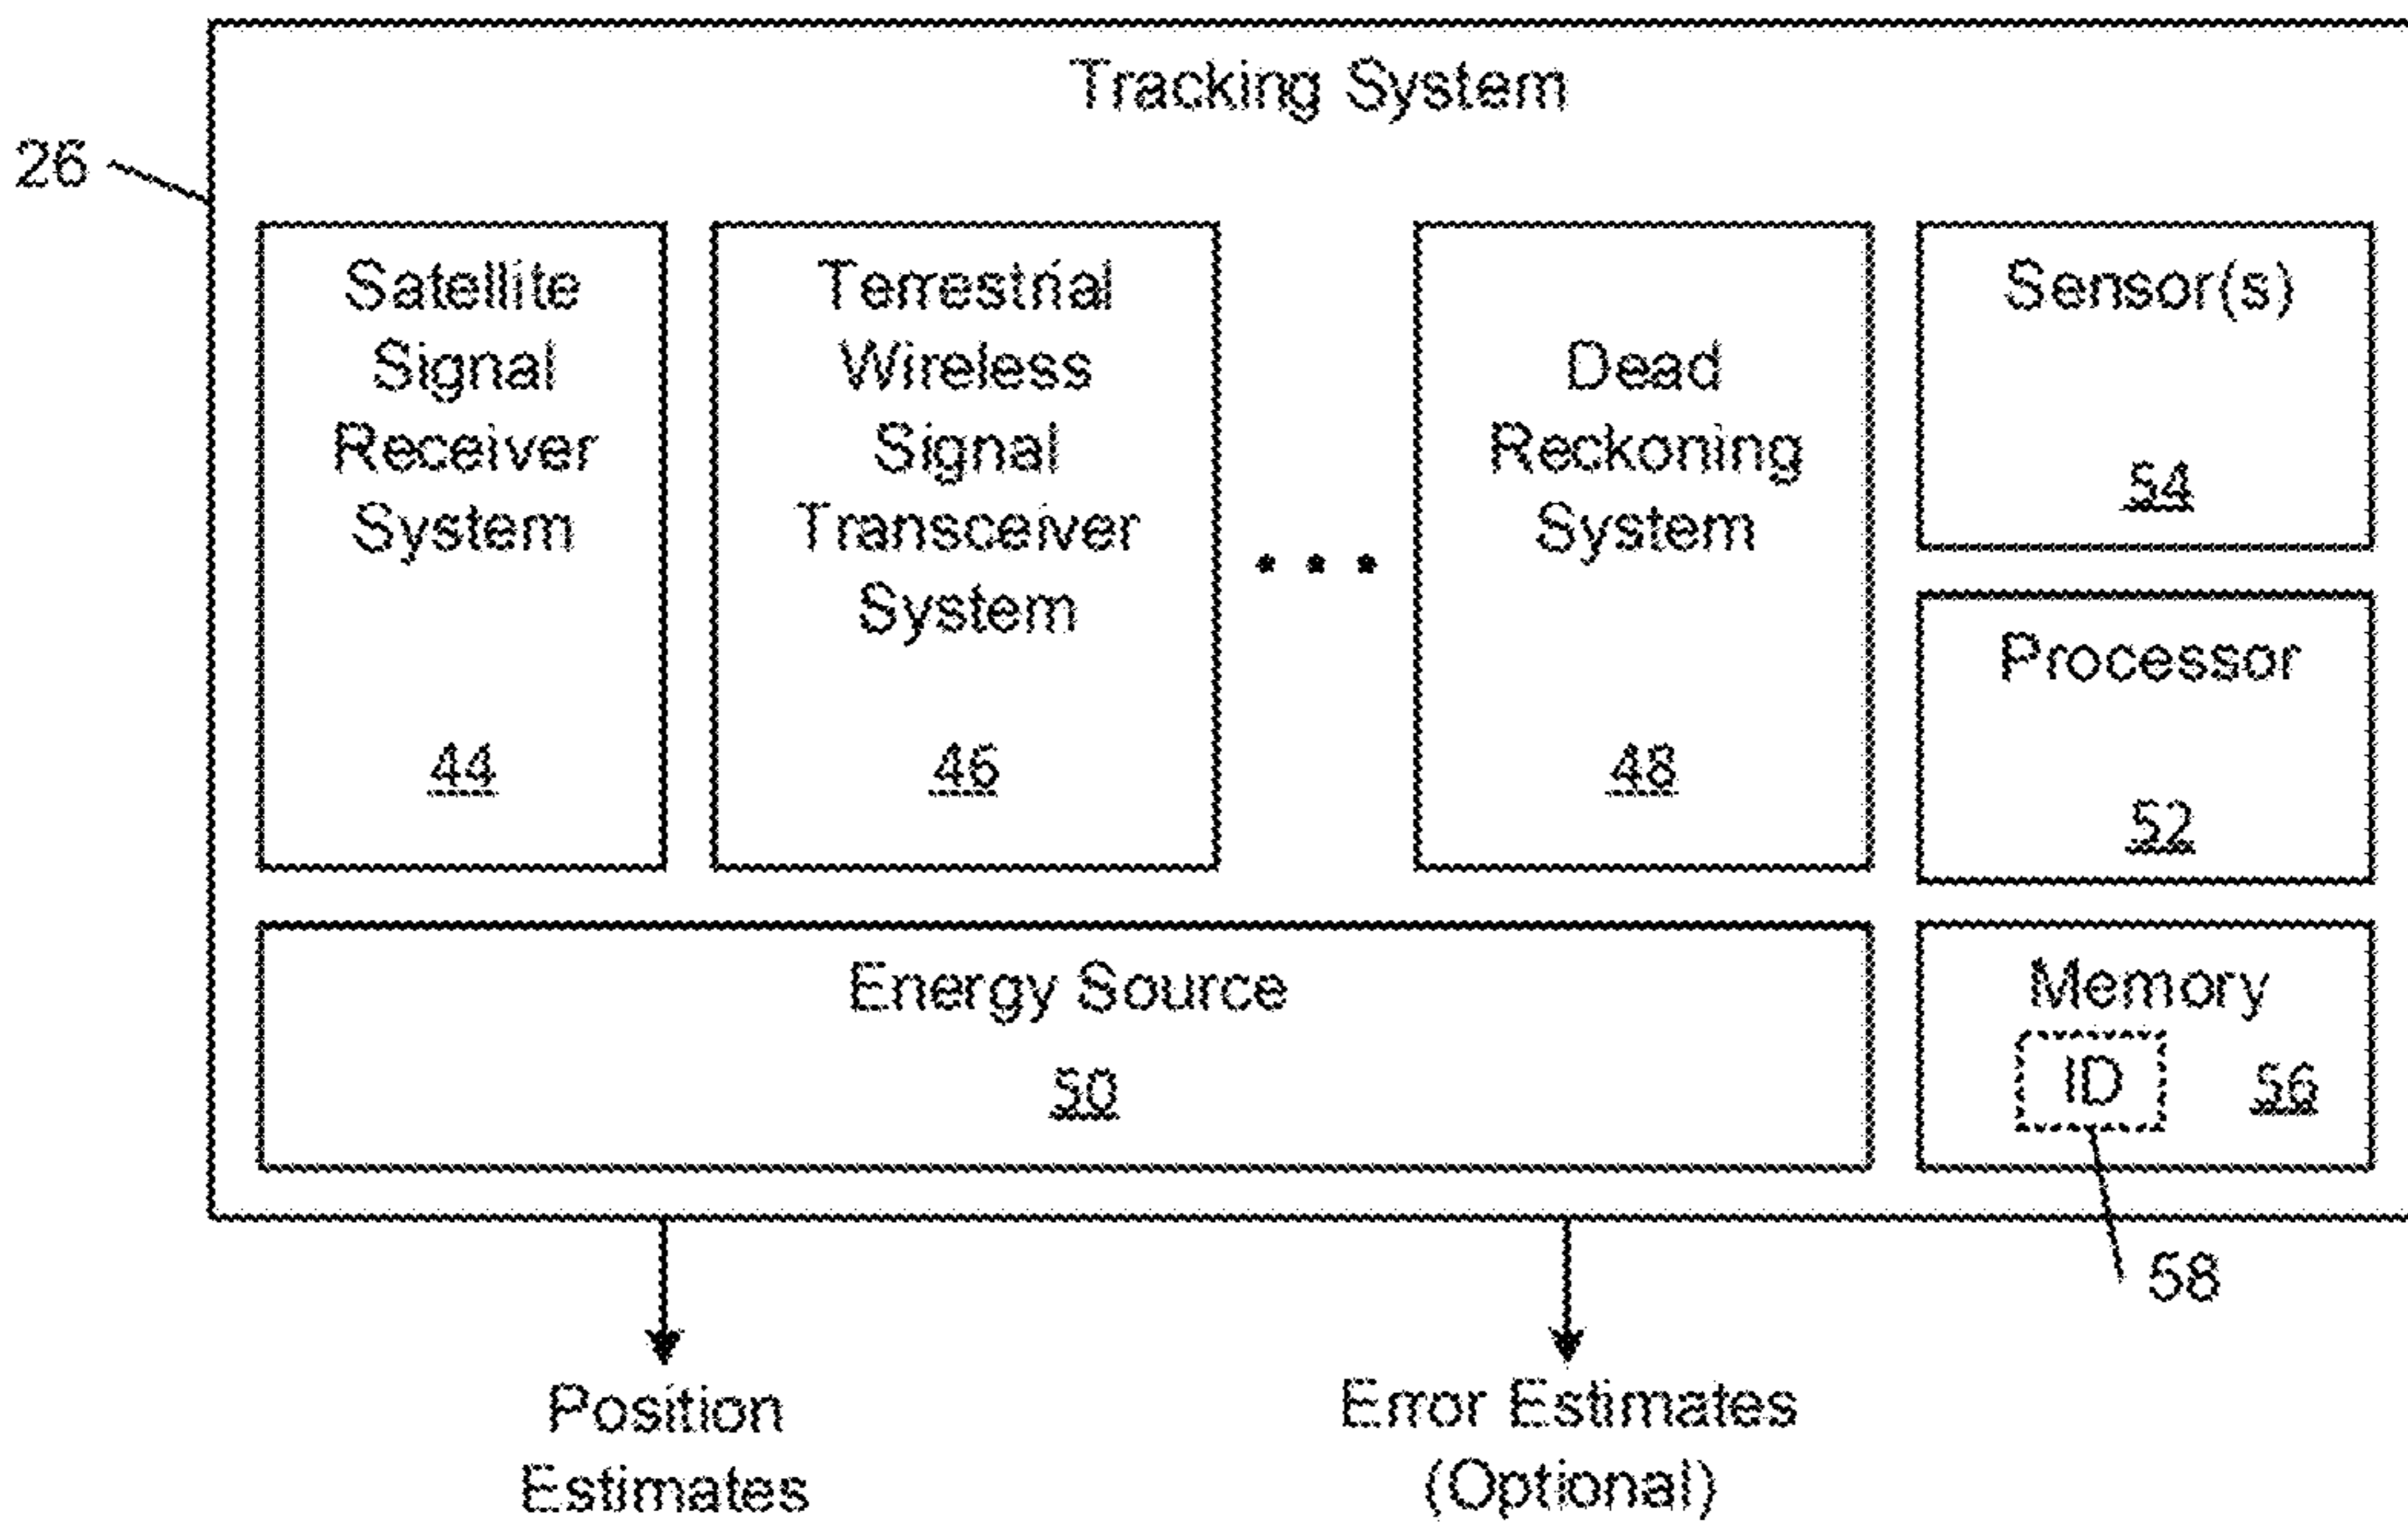 Tracking System
26
Satellite
Signal
Receiver
System
44
Terrestrial
Wireless
Signal
Transceiver
System
46
Dead
Reckoning
System
48
Sensor(s)
54
Processor
52
Energy Source
50
Memory
ID
56
58
Position
Estimates
Error Estimates
(Optional)